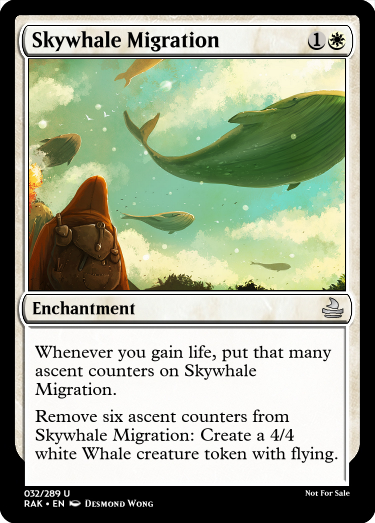 Skywhale Migration 1
Enchantment
Whenever you gain life, put that many
ascent counters on Skywhale
Migration.
Remove six ascent counters from
Skywhale Migration: Create a 4/4
white Whale creature token with flying.
032/289 U
RAK • EN Desmond Wong
Not For Sale